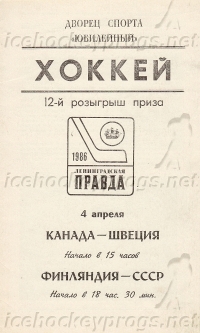 ДВОРЕЦ СПОРТА
«ЮБИЛЕЙНЫЙ»
ХОККЕЙ
12-й розыгрыш приза
1986
ЛЕНИНГРАДСКАЯ
ПРАВДА
4 апреля
КАНАДА—ШВЕЦИЯ
Начало в 15 часов
ФИНЛЯНДИЯ—СССР
Начало в 18 час. 30 мин.